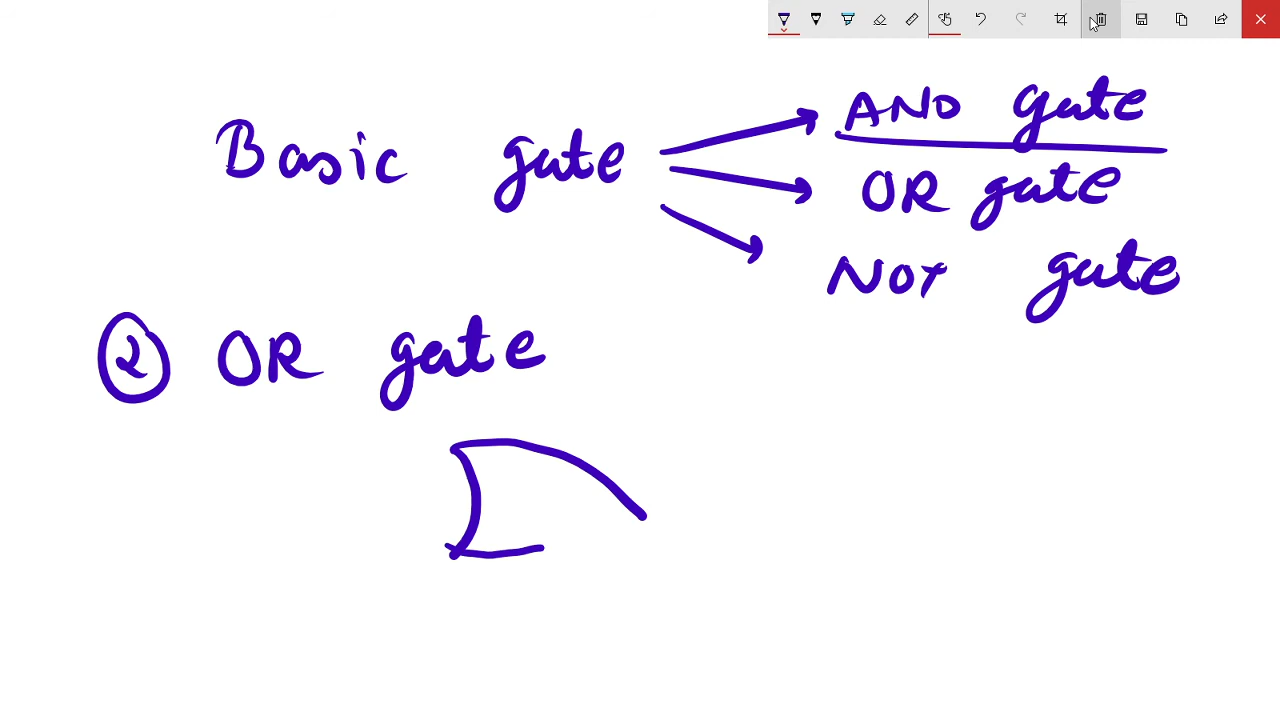 Basic gate
AND gate
OR gate
NOT gate
2 OR gate